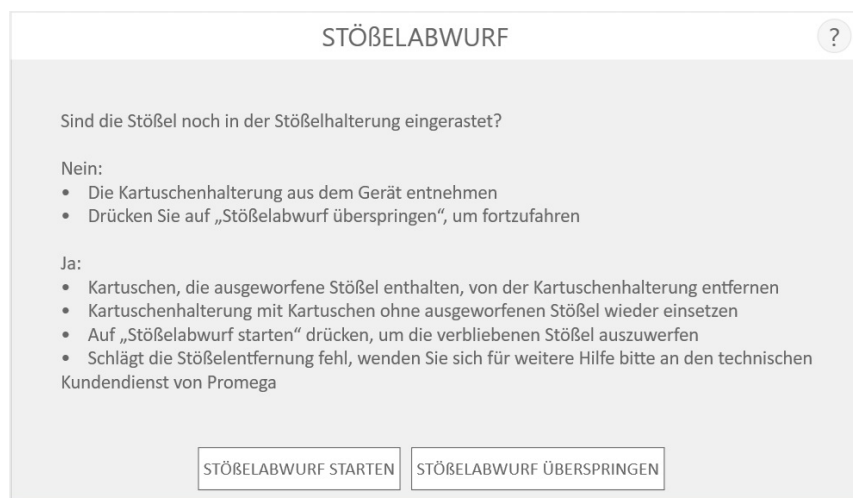 STÖßELABWURF
?
Sind die Stößel noch in der Stößelhalterung eingerastet?
Nein:
• Die Kartuschenhalterung aus dem Gerät entnehmen
• Drücken Sie auf „Stößelabwurf überspringen“, um fortzufahren
Ja:
• Kartuschen, die ausgeworfene Stößel enthalten, von der Kartuschenhalterung entfernen
• Kartuschenhalterung mit Kartuschen ohne ausgeworfenen Stößel wieder einsetzen
• Auf „Stößelabwurf starten“ drücken, um die verbliebenen Stößel auszuwerfen
• Schlägt die Stößelentfernung fehl, wenden Sie sich für weitere Hilfe bitte an den technischen
Kundendienst von Promega
STÖßELABWURF STARTEN STÖßELABWURF ÜBERSPRINGEN